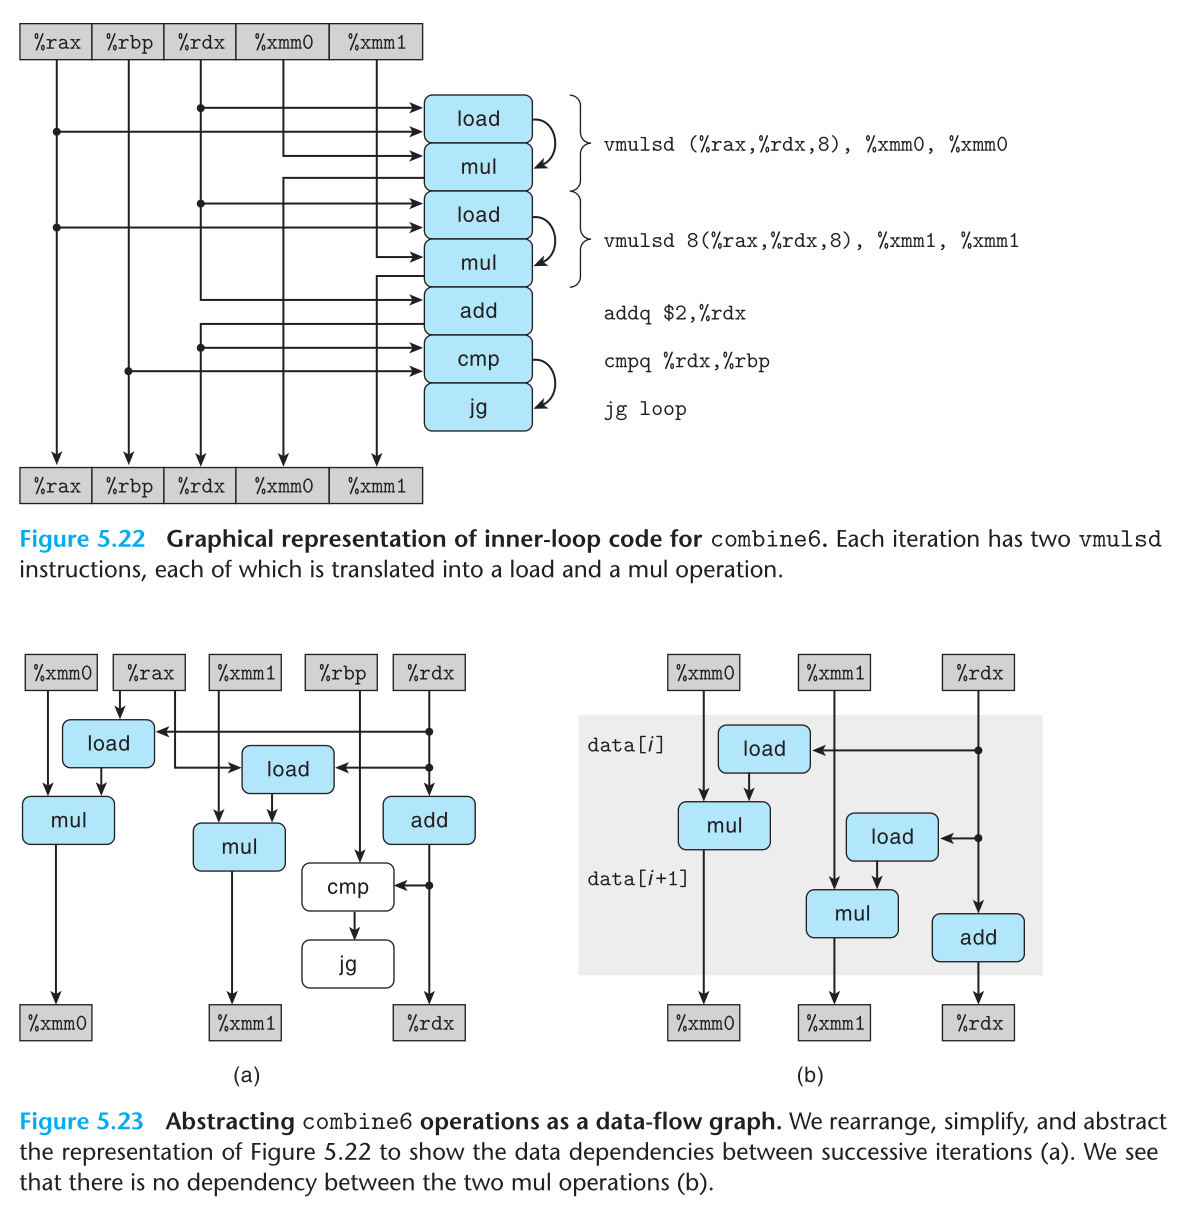 %rax %rbp %rdx %xmm0 %xmm1
load
mul
vmulsd (%rax,%rdx,8), %xmm0, %xmm0
load
mul
vmulsd 8(%rax,%rdx,8), %xmm1, %xmm1
add
addq $2,%rdx
cmp
cmpq %rdx,%rbp
jg
jg loop
%rax %rbp %rdx %xmm0 %xmm1
Figure 5.22 Graphical representation of inner-loop code for combine6. Each iteration has two vmulsd
instructions, each of which is translated into a load and a mul operation.
%xmm0 %rax %xmm1 %rbp %rdx
load
load
mul
mul
add
cmp
jg
%xmm0 %xmm1 %rdx
(a)
%xmm0 %xmm1 %rdx
data[i]
load
mul
load
data[i+1]
mul
add
%xmm0 %xmm1 %rdx
(b)
Figure 5.23 Abstracting combine6 operations as a data-flow graph. We rearrange, simplify, and abstract
the representation of Figure 5.22 to show the data dependencies between successive iterations (a). We see
that there is no dependency between the two mul operations (b).